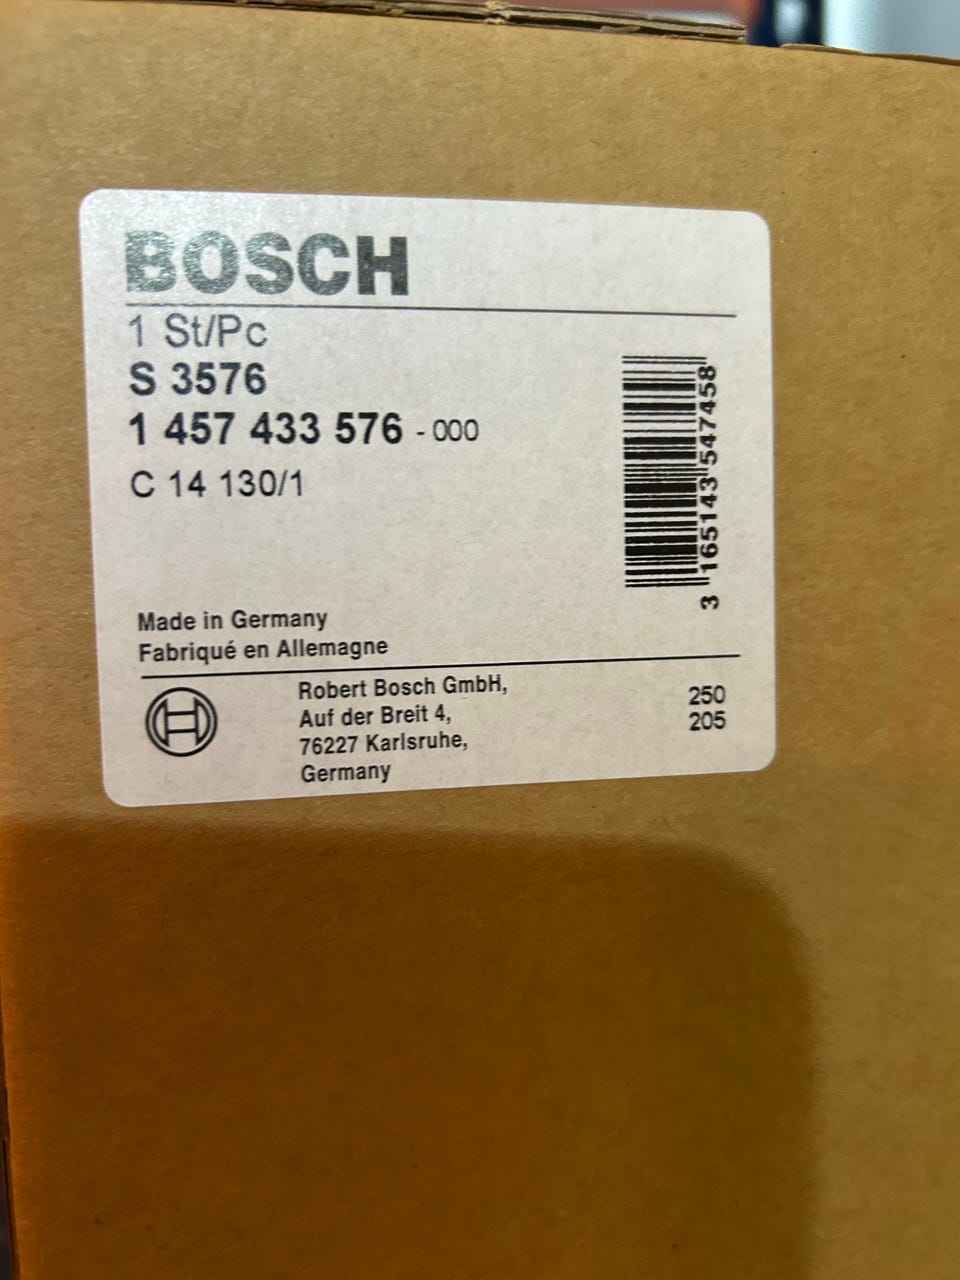 BOSCH
1 St/Pc
S 3576
1 457 433 576 - 000
C 14 130/1
3 165143 547458
Made in Germany
Fabriqué en Allemagne
Robert Bosch GmbH,
Auf der Breit 4,
76227 Karlsruhe,
Germany
250
205